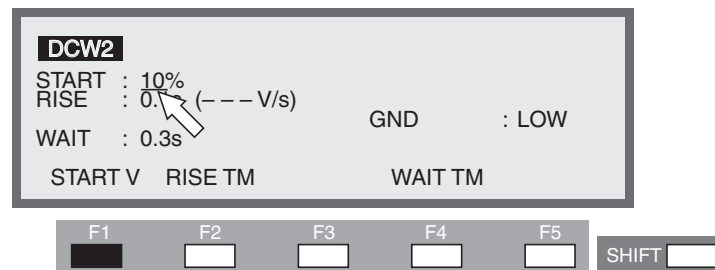 DCW2
START : 10%
RISE : 0. s (– – – V/s)
GND : LOW
WAIT : 0.3s
START V RISE TM WAIT TM
F1 F2 F3 F4 F5
SHIFT